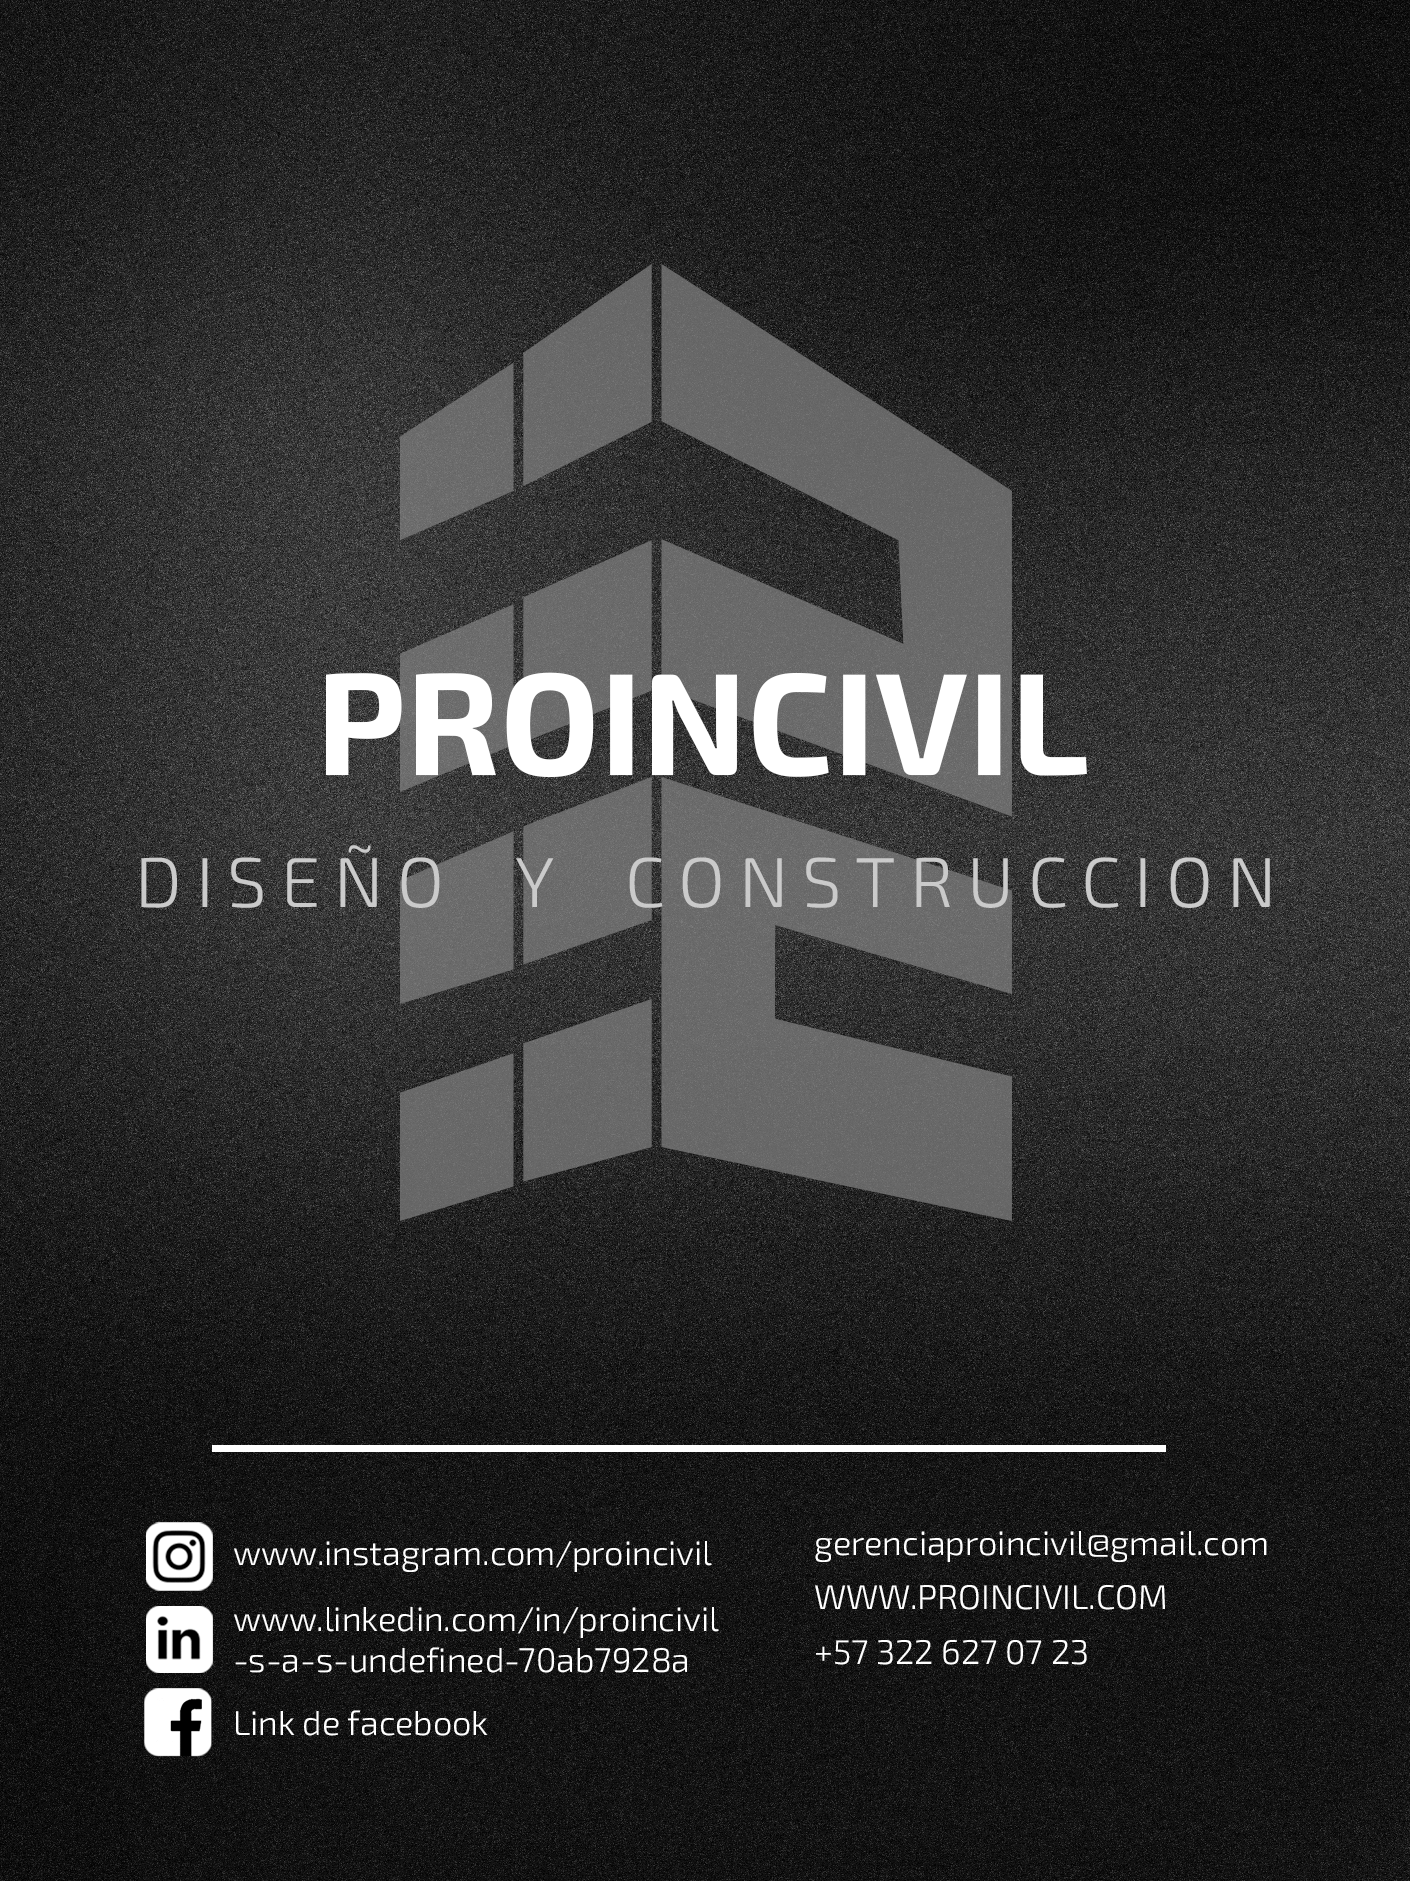 PROINCIVIL
DISEÑO Y CONSTRUCCION
www.instagram.com/proincivil
www.linkedin.com/in/proincivil
-s-a-s-undefined-70ab7928a
Link de facebook
gerenciaproincivil@gmail.com
WWW.PROINCIVIL.COM
+57 322 627 07 23